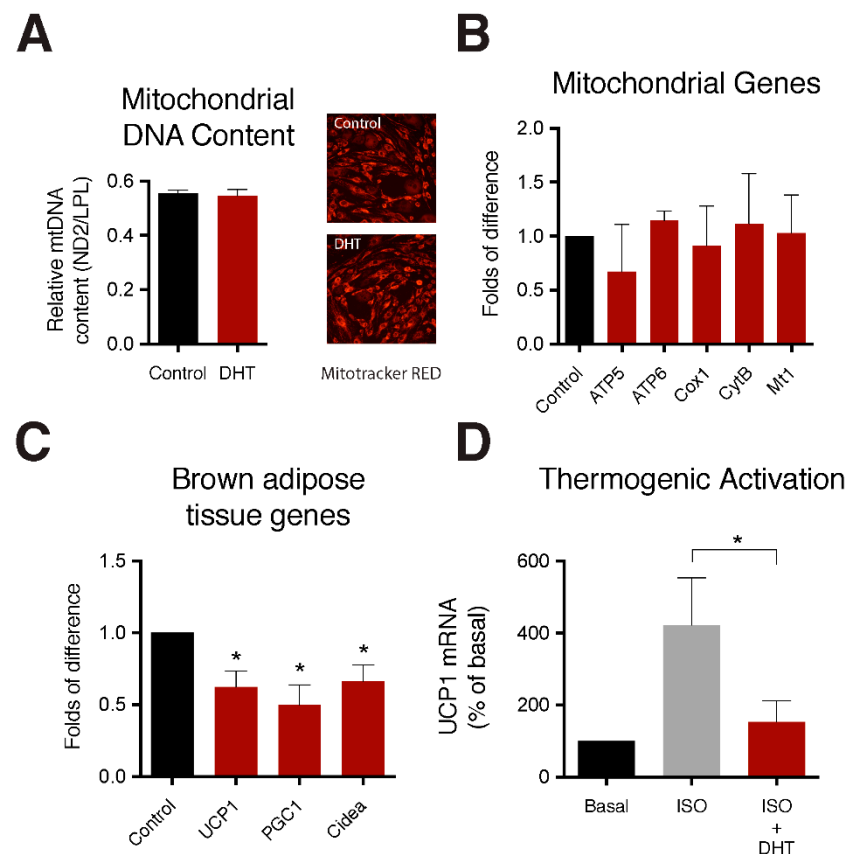 A
Mitochondrial
DNA Content
Relative mtDNA
content (ND2/LPL)
0.6
0.4
0.2
0.0
Control
DHT
Control
DHT
Mitotracker RED
B
Mitochondrial Genes
Folds of difference
2.0
1.5
1.0
0.5
0.0
Control
ATP5
ATP6
Cox1
CytB
Mt1
C
Brown adipose
tissue genes
Folds of difference
1.5
1.0
0.5
0.0
*
*
*
Control
UCP1
PGC1
Cidea
D
Thermogenic Activation
UCP1 mRNA
(% of basal)
600
400
200
0
*
Basal
ISO
ISO
+
DHT